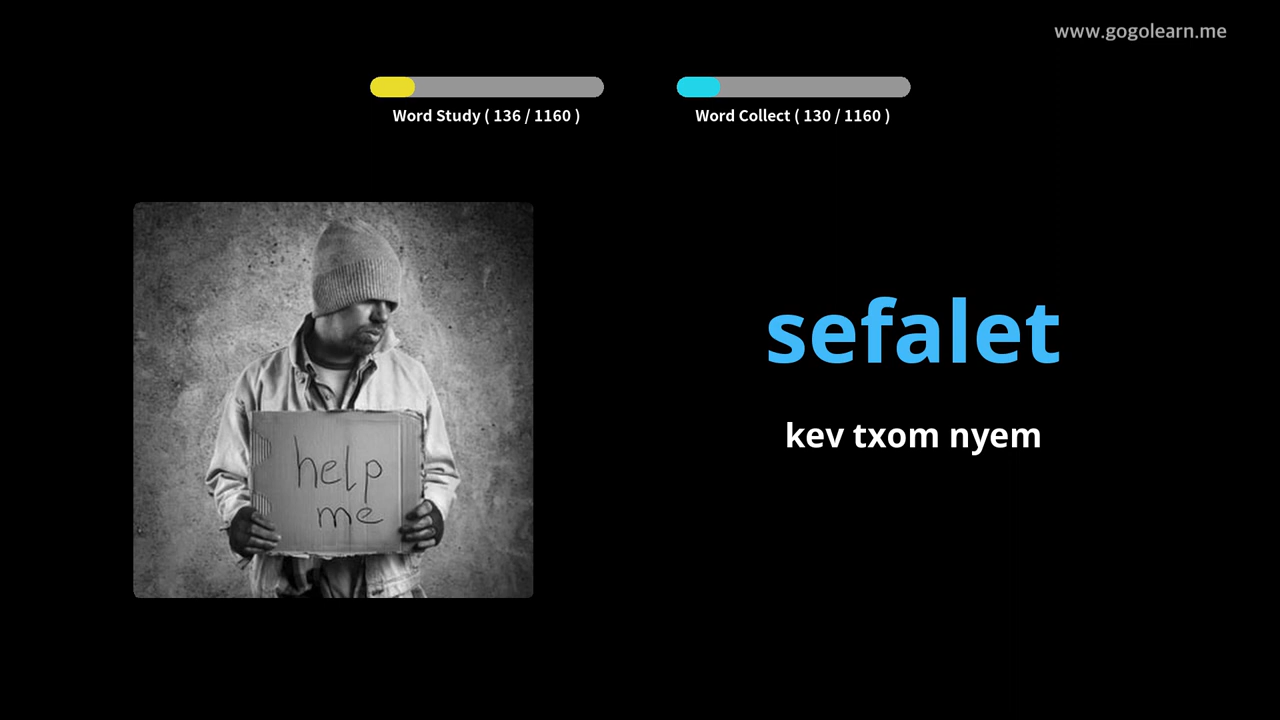 www.gogolearn.me
Word Study ( 136 / 1160 )
Word Collect ( 130 / 1160 )
help
me
sefalet
kev txom nyem